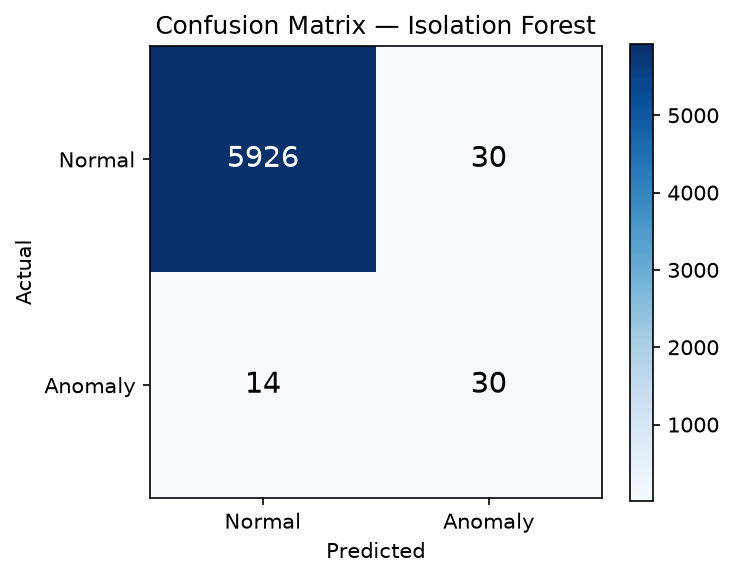 Confusion Matrix — Isolation Forest
Actual
Normal
5926
30
Anomaly
14
30
Normal
Anomaly
Predicted
5000
4000
3000
2000
1000